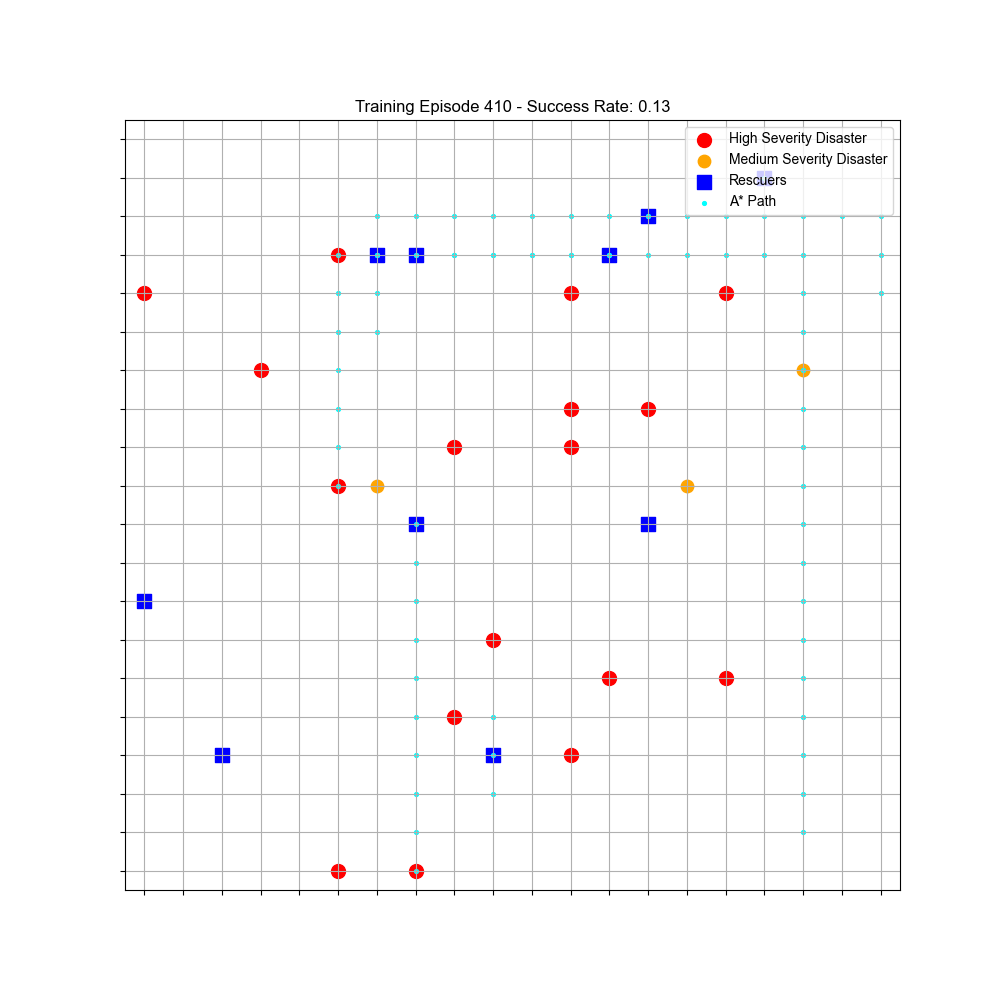 Training Episode 410 - Success Rate: 0.13
High Severity Disaster
Medium Severity Disaster
Rescuers
A* Path